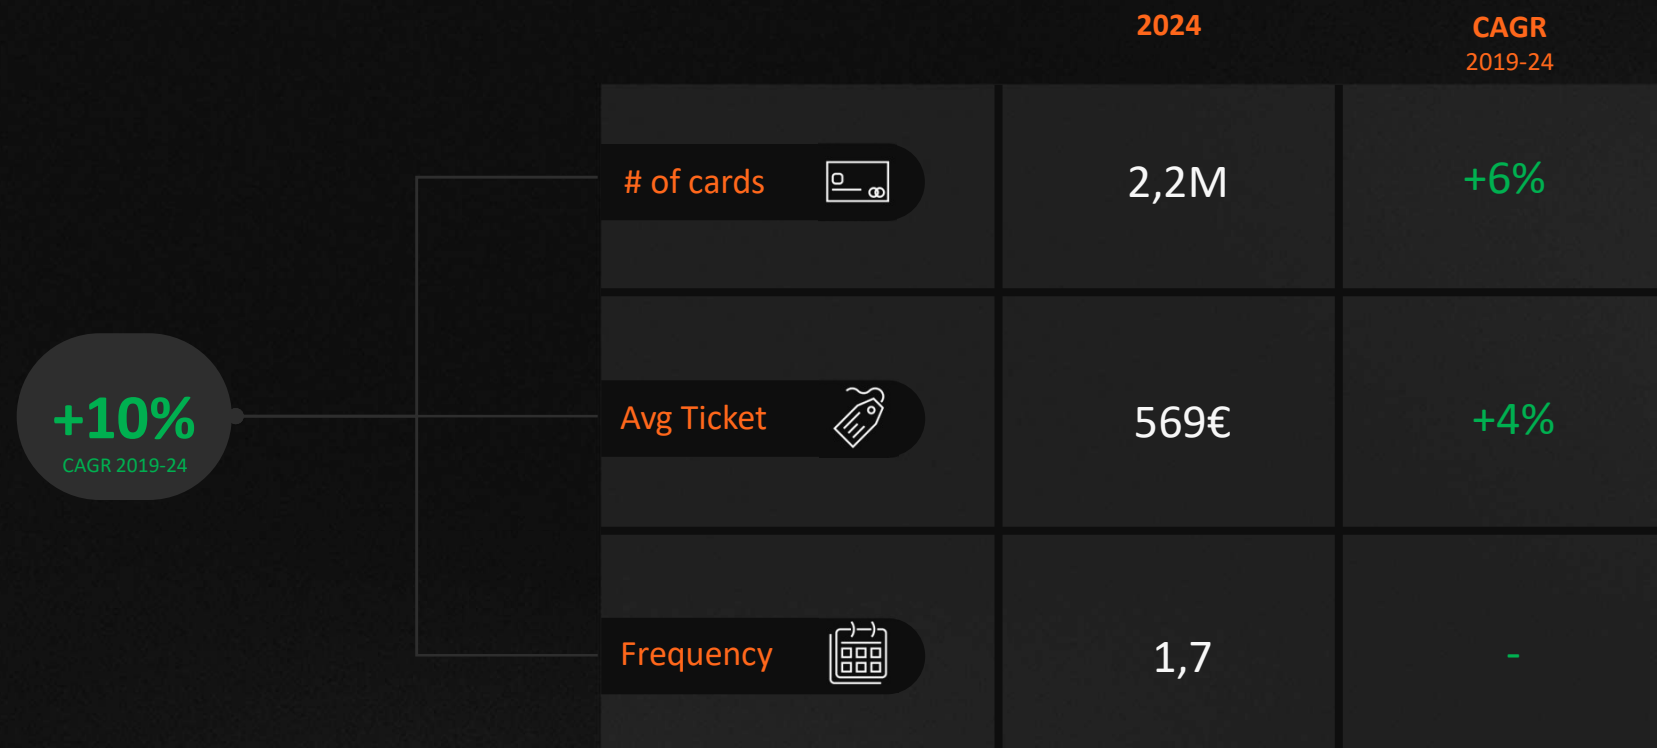 2024
CAGR
2019-24
# of cards
2,2M
+6%
+10%
CAGR 2019-24
Avg Ticket
569€
+4%
Frequency
1,7
-